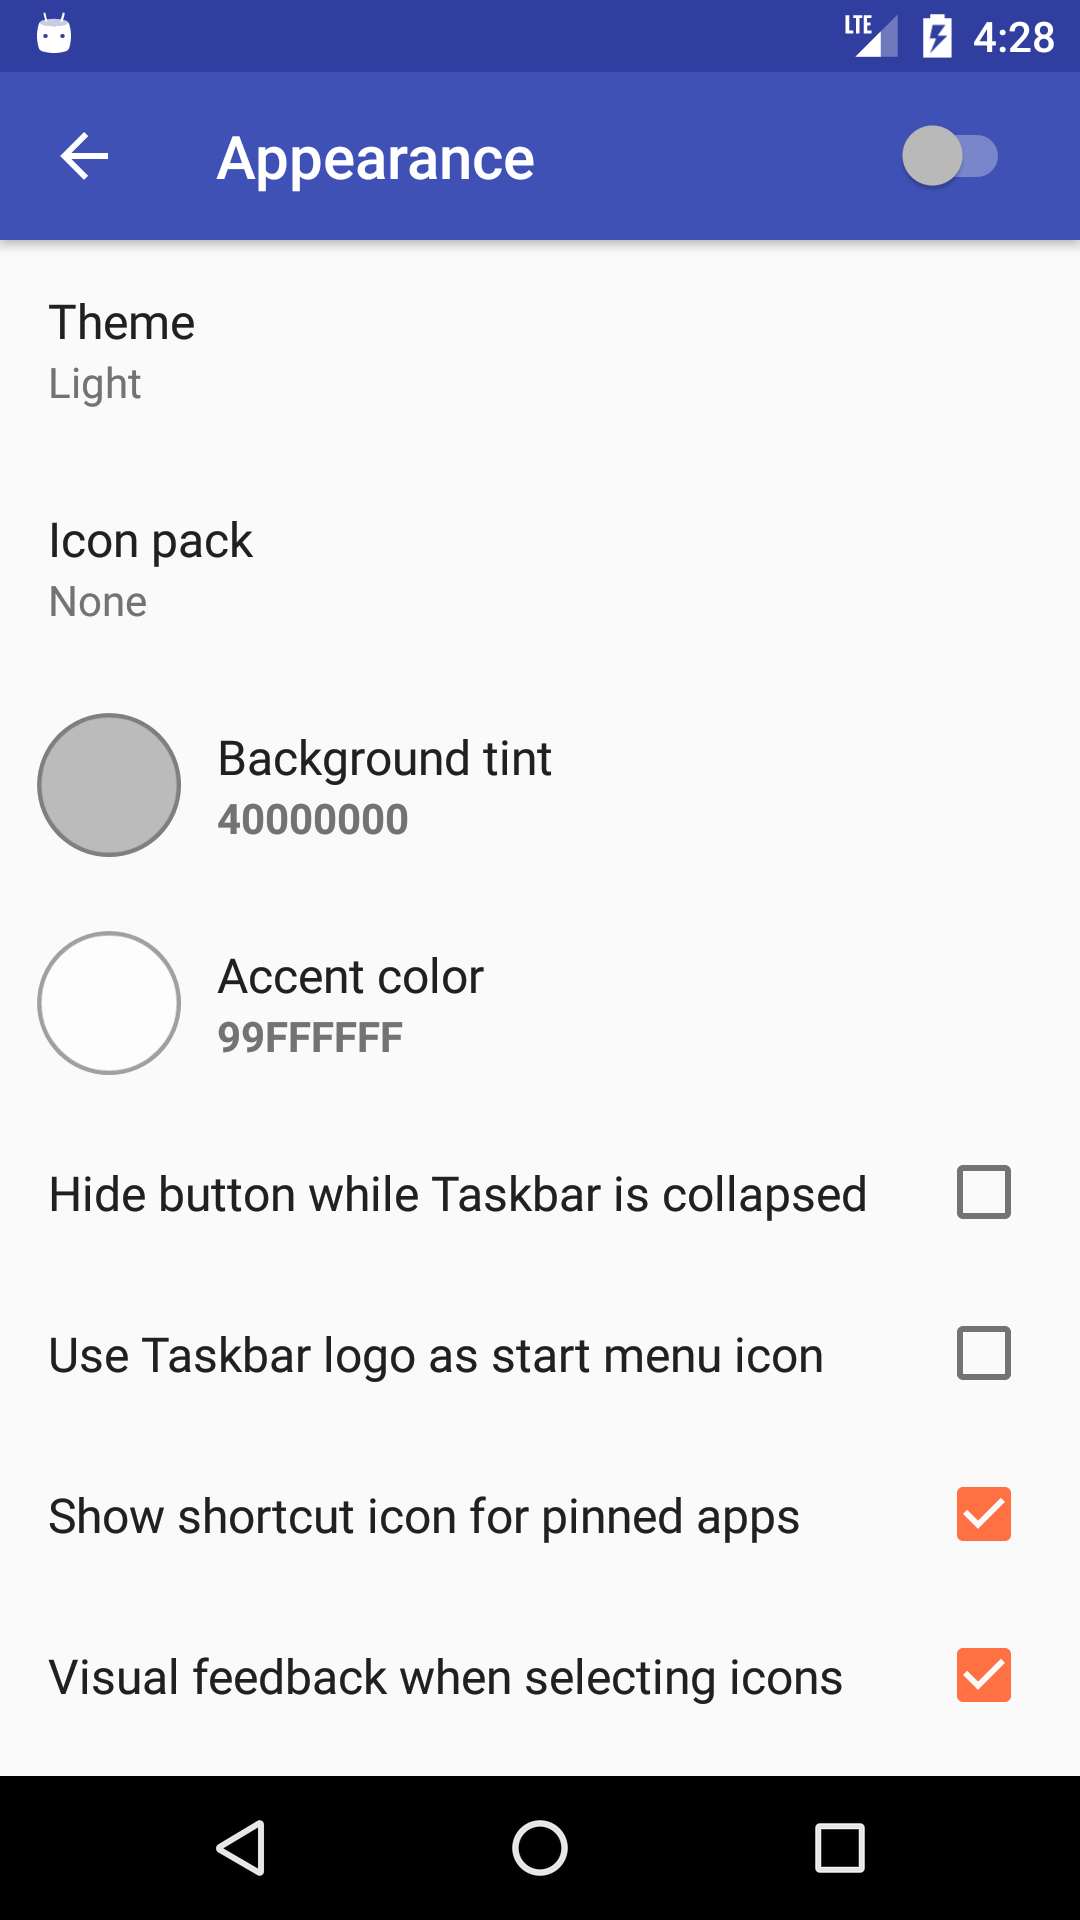 LTE 4:28
Appearance
Theme
Light
Icon pack
None
Background tint
40000000
Accent color
99FFFFFF
Hide button while Taskbar is collapsed
Use Taskbar logo as start menu icon
Show shortcut icon for pinned apps
Visual feedback when selecting icons